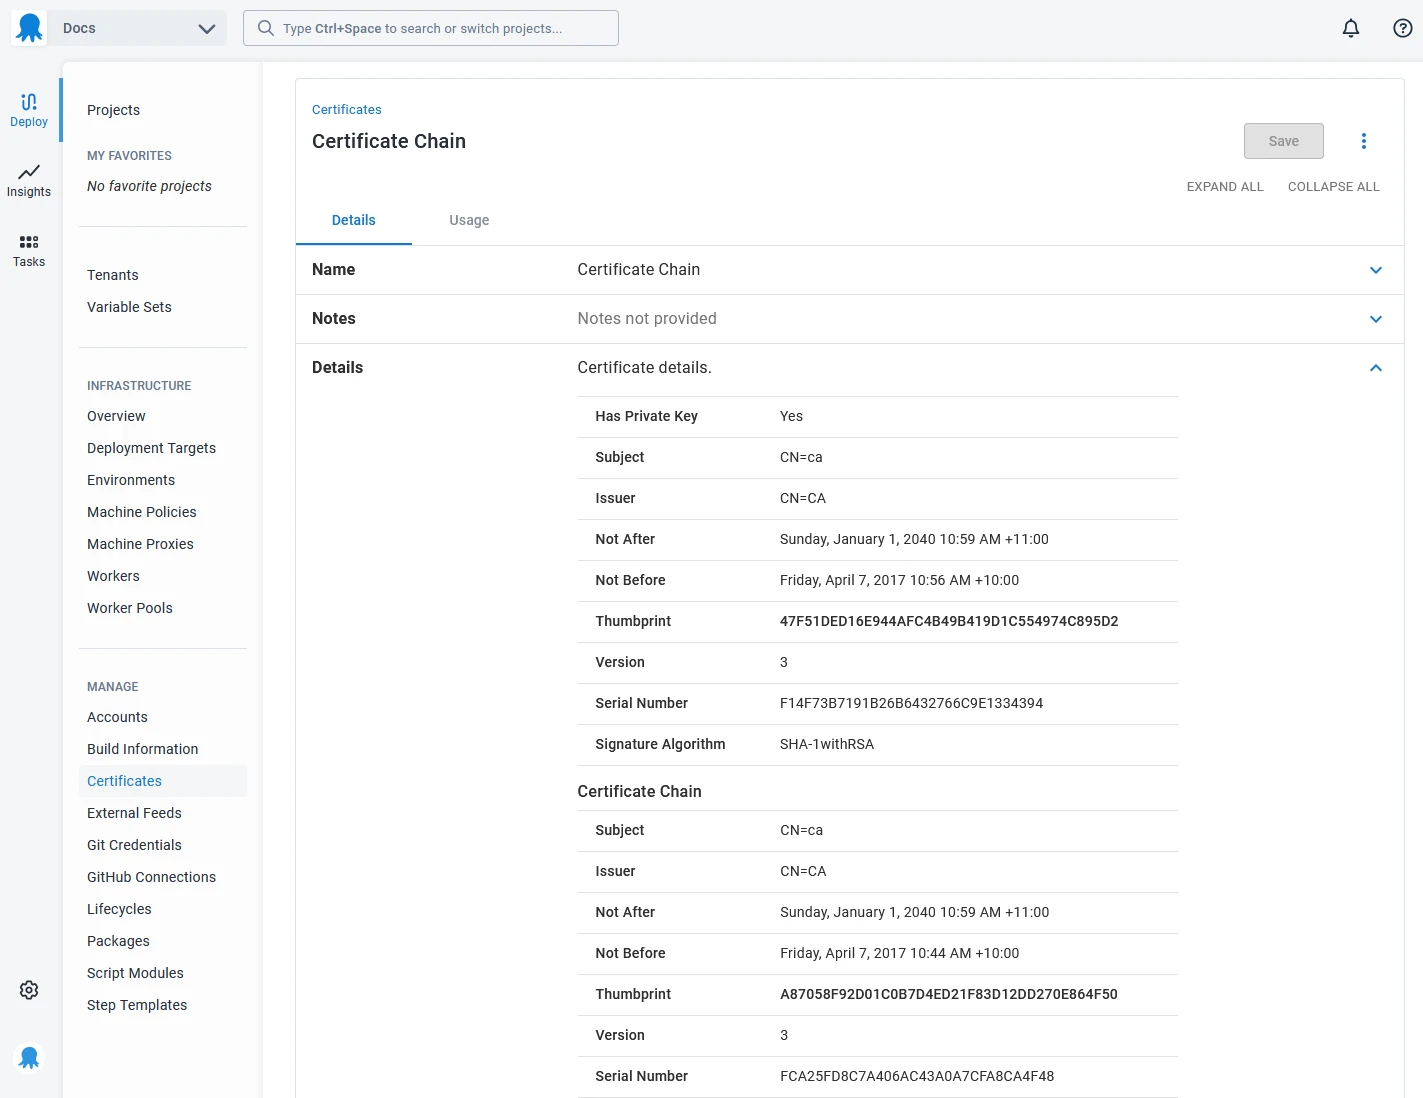 Docs
Type Ctrl+Space to search or switch projects...
Deploy
Insights
Tasks
Projects
MY FAVORITES
No favorite projects
Tenants
Variable Sets
INFRASTRUCTURE
Overview
Deployment Targets
Environments
Machine Policies
Machine Proxies
Workers
Worker Pools
MANAGE
Accounts
Build Information
Certificates
External Feeds
Git Credentials
GitHub Connections
Lifecycles
Packages
Script Modules
Step Templates
Certificates
Certificate Chain
Save
EXPAND ALL COLLAPSE ALL
Details Usage
Name Certificate Chain
Notes Notes not provided
Details Certificate details.
Has Private Key Yes
Subject CN=ca
Issuer CN=CA
Not After Sunday, January 1, 2040 10:59 AM +11:00
Not Before Friday, April 7, 2017 10:56 AM +10:00
Thumbprint 47F51DED16E944AFC4B49B419D1C554974C895D2
Version 3
Serial Number F14F73B7191B26B6432766C9E1334394
Signature Algorithm SHA-1withRSA
Certificate Chain
Subject CN=ca
Issuer CN=CA
Not After Sunday, January 1, 2040 10:59 AM +11:00
Not Before Friday, April 7, 2017 10:44 AM +10:00
Thumbprint A87058F92D01C0B7D4ED21F83D12DD270E864F50
Version 3
Serial Number FCA25FD8C7A406AC43A0A7CFA8CA4F48